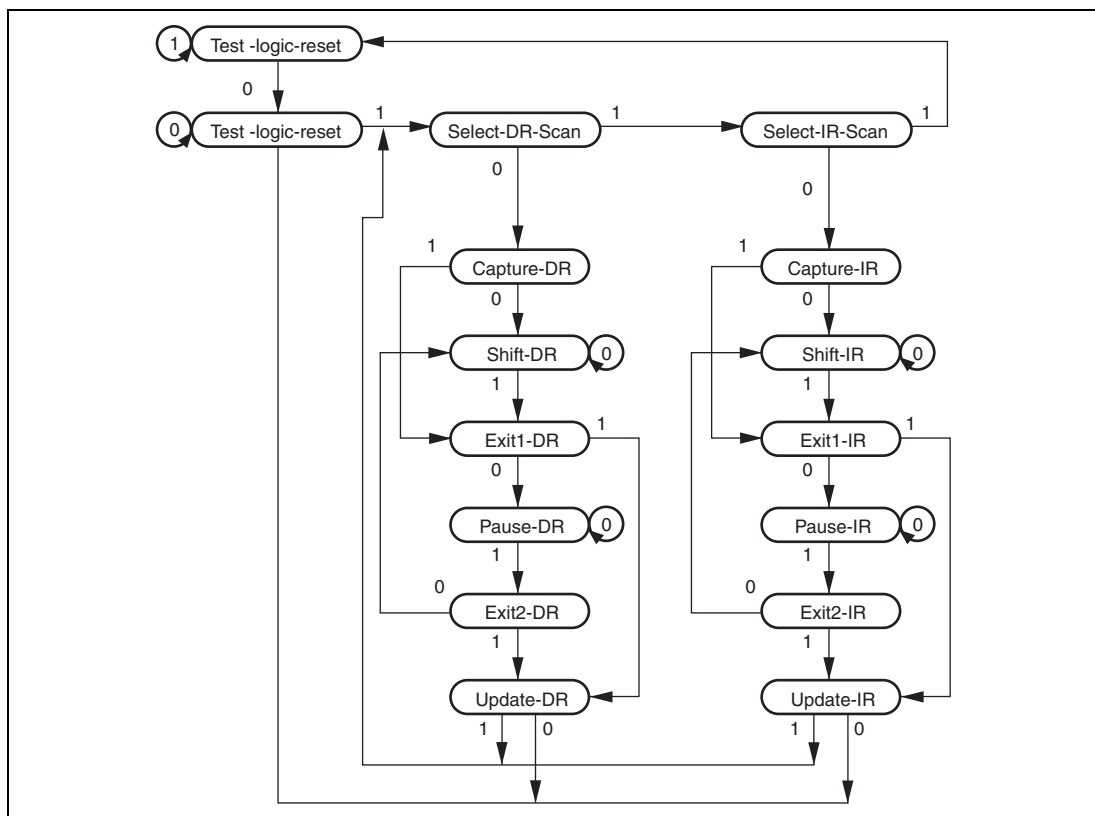 1
Test -logic-reset
0
0
Test -logic-reset
1
Select-DR-Scan
1
Select-IR-Scan
1
0
0
1
Capture-DR
0
1
Capture-IR
0
Shift-DR
0
1
Shift-IR
0
1
Exit1-DR
1
0
Exit1-IR
1
0
Pause-DR
0
1
Pause-IR
0
1
0
Exit2-DR
1
0
Exit2-IR
1
Update-DR
1
0
Update-IR
1
0